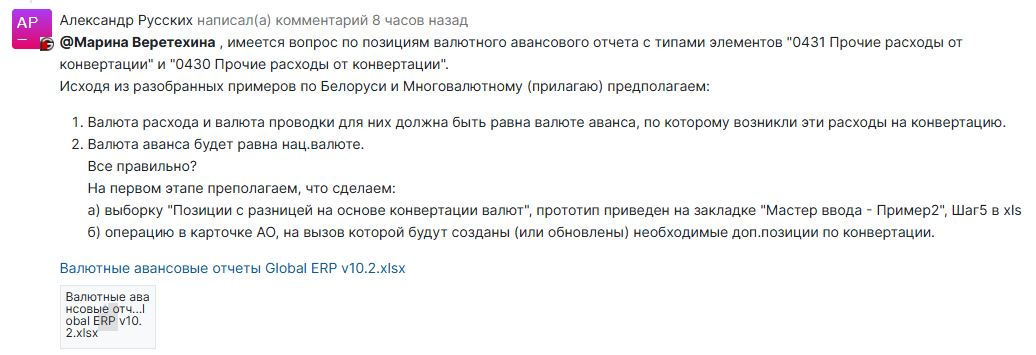 АР
Александр Русских написал(а) комментарий 8 часов назад
@Марина Веретехина , имеется вопрос по позициям валютного авансового отчета с типами элементов "0431 Прочие расходы от
конвертации" и "0430 Прочие расходы от конвертации".
Исходя из разобранных примеров по Белоруси и Многовалютному (прилагаю) предполагаем:
1. Валюта расхода и валюта проводки для них должна быть равна валюте аванса, по которому возникли эти расходы на конвертацию.
2. Валюта аванса будет равна нац.валюте.
Все правильно?
На первом этапе преполагаем, что сделаем:
а) выборку "Позиции с разницей на основе конвертации валют", прототип приведен на закладке "Мастер ввода - Пример2", Шаг5 в xls
б) операцию в карточке АО, на вызов которой будут созданы (или обновлены) необходимые доп.позиции по конвертации.
Валютные авансовые отчеты Global ERP v10.2.xlsx
Валютные ава
нсовые отч...l
obal ERP v10.
2.xlsx